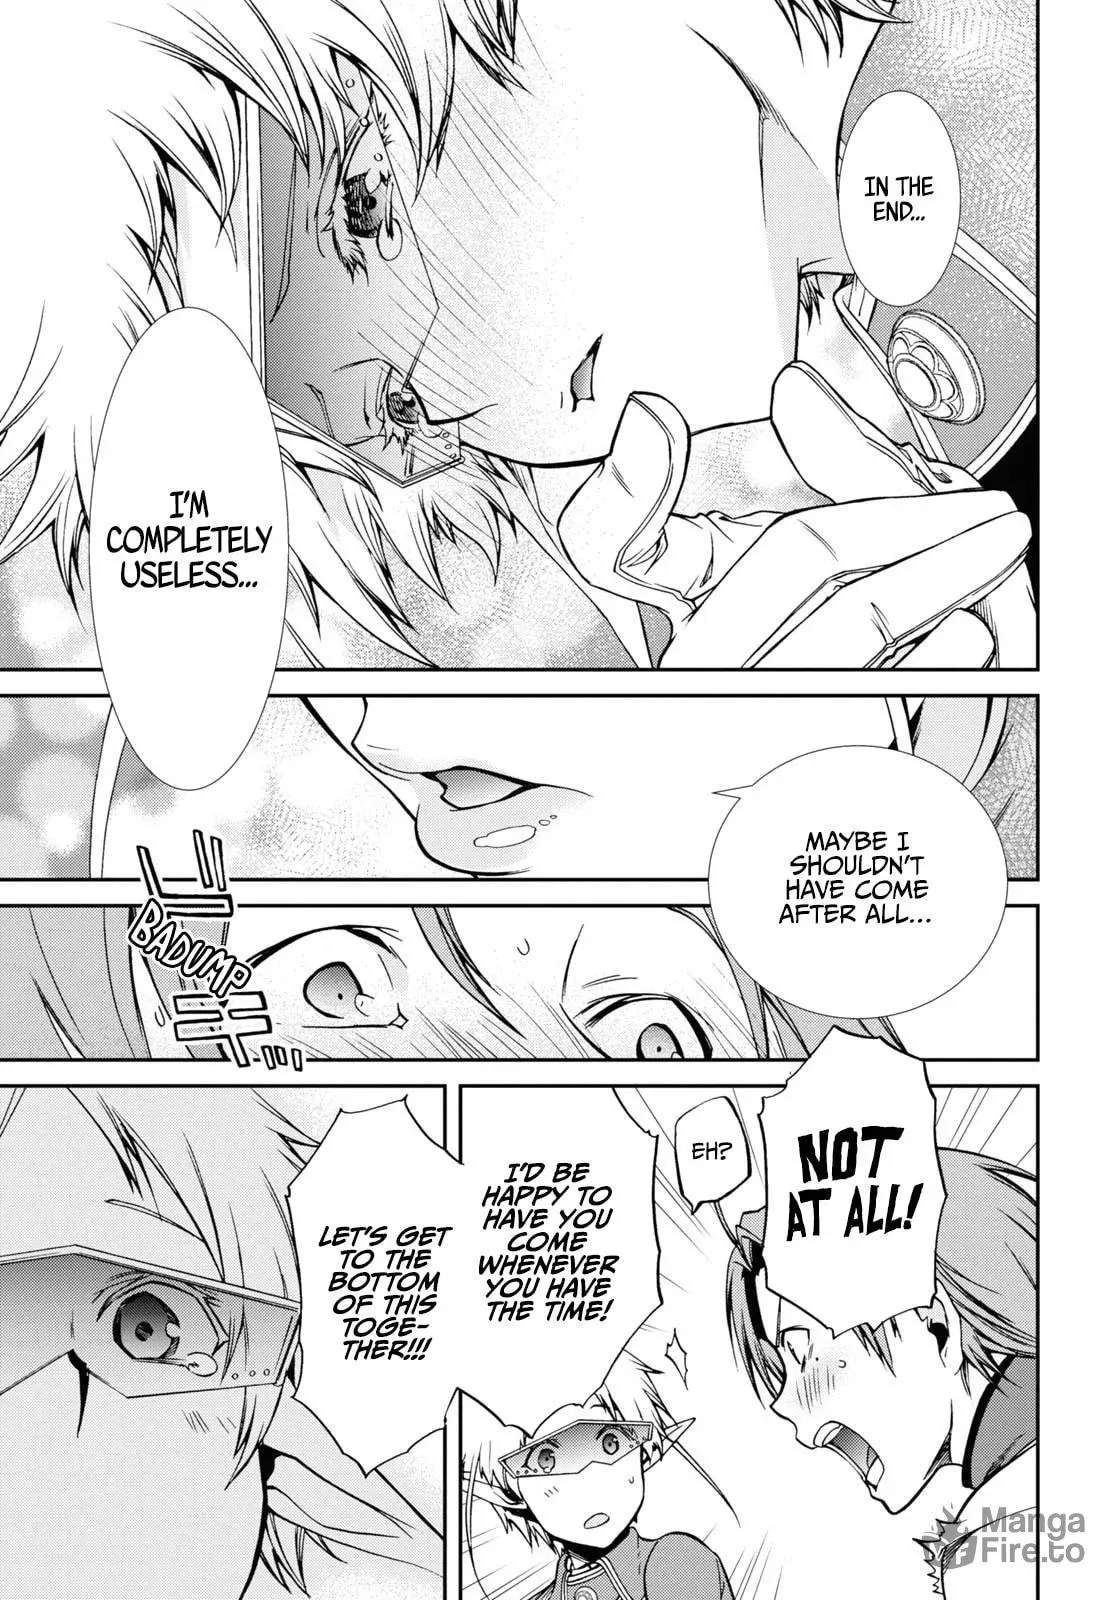 IN THE
END...
I'M
COMPLETELY
USELESS...
MAYBE I
SHOULDN'T
HAVE COME
AFTER ALL...
BADUMP
NOT
AT ALL!
EH?
I'D BE
HAPPY TO
HAVE YOU
COME
WHENEVER
YOU HAVE
THE TIME!
LET'S GET
TO THE
BOTTOM
OF THIS
TOGE-
THER!!!
Manga
Fire.to